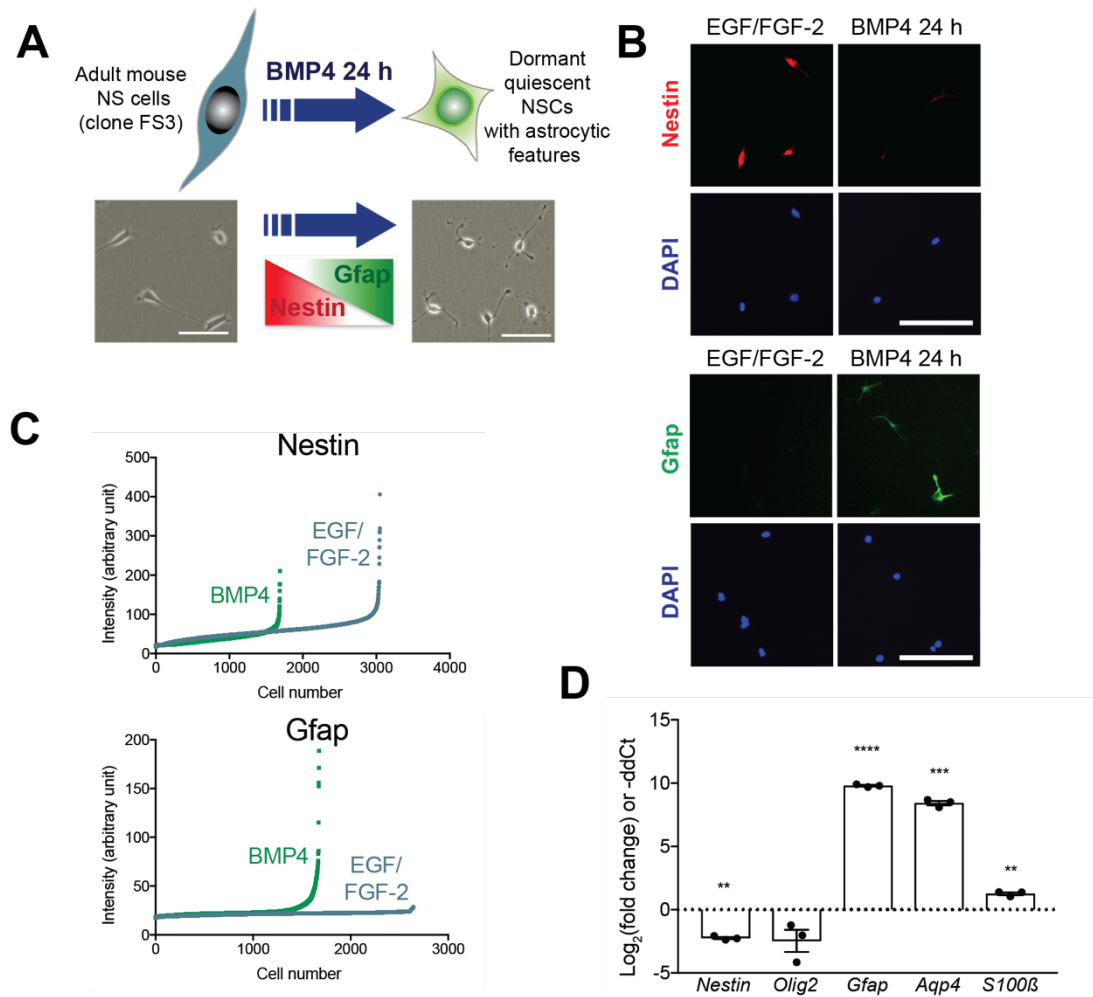 A
Adult mouse
NS cells
(clone FS3)
BMP4 24 h
Dormant
quiescent
NSCs
with astrocytic
features
Gfap
Nestin
B
EGF/FGF-2
BMP4 24 h
Nestin
DAPI
EGF/FGF-2
BMP4 24 h
Gfap
DAPI
C
Nestin
Intensity (arbitrary unit)
500
400
300
200
100
0
EGF/
FGF-2
BMP4
0
1000
2000
3000
4000
Cell number
Gfap
Intensity (arbitrary unit)
200
150
100
50
0
BMP4
EGF/
FGF-2
0
1000
2000
3000
Cell number
D
Log2(fold change) or -ddCt
15
10
5
0
-5
**
****
***
**
Nestin
Olig2
Gfap
Aqp4
S100ß